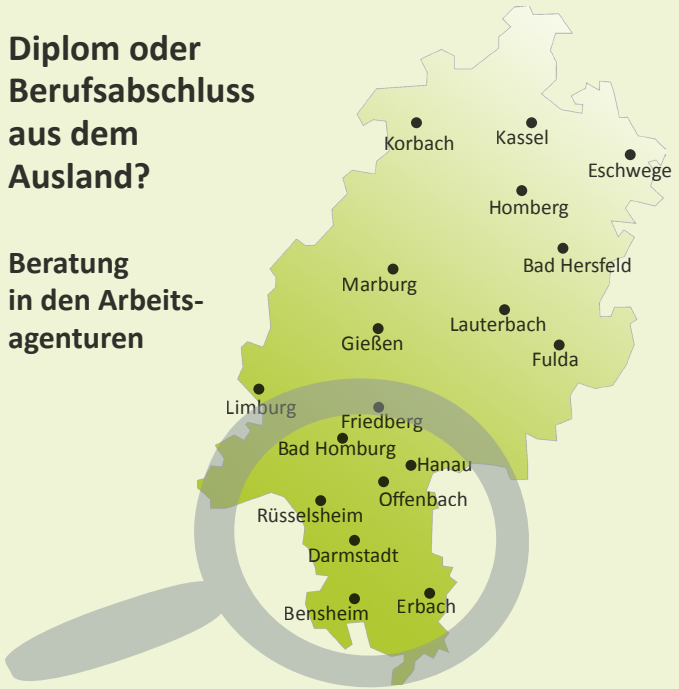 Diplom oder
Berufsabschluss
aus dem
Ausland?
Beratung
in den Arbeits-
agenturen
Korbach
Kassel
Eschwege
Homberg
Bad Hersfeld
Marburg
Lauterbach
Gießen
Fulda
Limburg
Friedberg
Bad Homburg
Hanau
Offenbach
Rüsselsheim
Darmstadt
Bensheim
Erbach